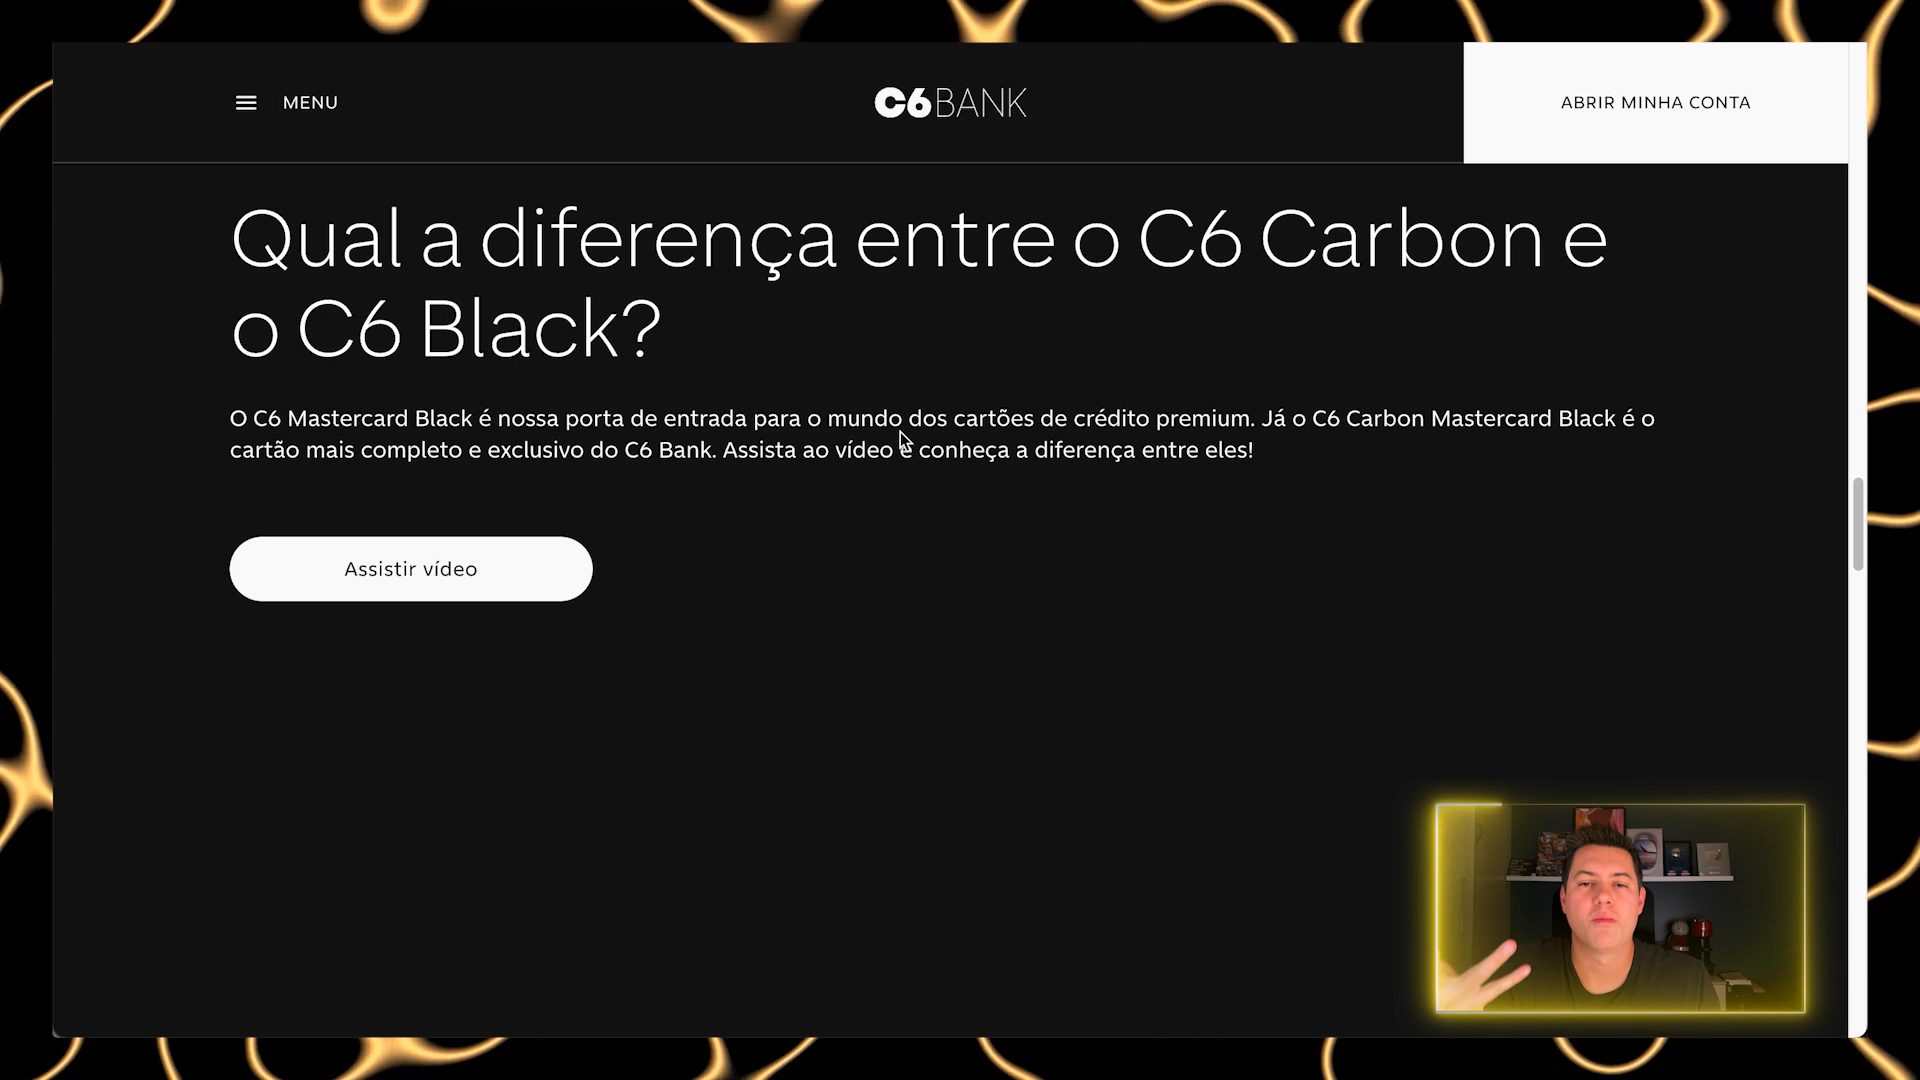 MENU
C6BANK
ABRIR MINHA CONTA
Qual a diferença entre o C6 Carbon e
o C6 Black?
O C6 Mastercard Black é nossa porta de entrada para o mundo dos cartões de crédito premium. Já o C6 Carbon Mastercard Black é o
cartão mais completo e exclusivo do C6 Bank. Assista ao vídeo e conheça a diferença entre eles!
Assistir vídeo